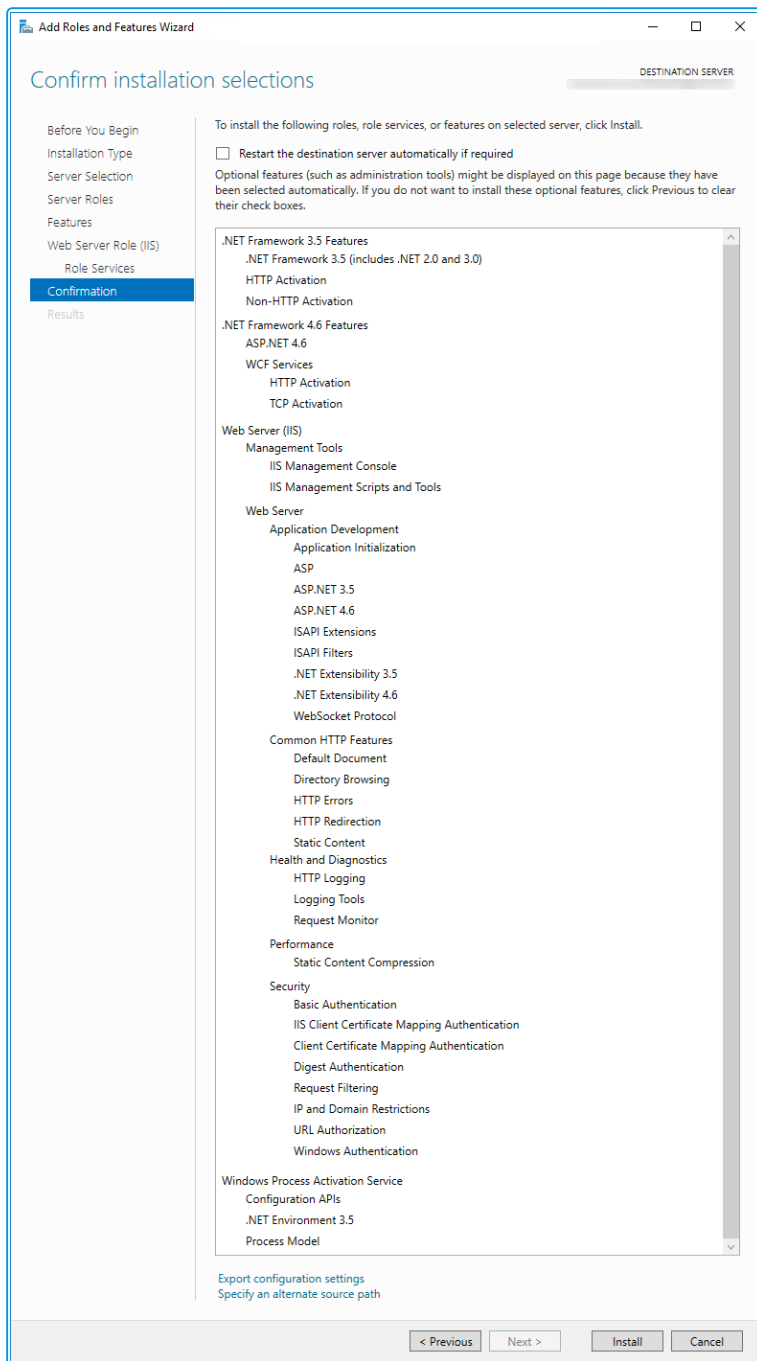 Add Roles and Features Wizard
Confirm installation selections
DESTINATION SERVER
Before You Begin
Installation Type
Server Selection
Server Roles
Features
Web Server Role (IIS)
Role Services
Confirmation
Results
To install the following roles, role services, or features on selected server, click Install.
Restart the destination server automatically if required
Optional features (such as administration tools) might be displayed on this page because they have
been selected automatically. If you do not want to install these optional features, click Previous to clear
their check boxes.
.NET Framework 3.5 Features
.NET Framework 3.5 (includes .NET 2.0 and 3.0)
HTTP Activation
Non-HTTP Activation
.NET Framework 4.6 Features
ASP.NET 4.6
WCF Services
HTTP Activation
TCP Activation
Web Server (IIS)
Management Tools
IIS Management Console
IIS Management Scripts and Tools
Web Server
Application Development
Application Initialization
ASP
ASP.NET 3.5
ASP.NET 4.6
ISAPI Extensions
ISAPI Filters
.NET Extensibility 3.5
.NET Extensibility 4.6
WebSocket Protocol
Common HTTP Features
Default Document
Directory Browsing
HTTP Errors
HTTP Redirection
Static Content
Health and Diagnostics
HTTP Logging
Logging Tools
Request Monitor
Performance
Static Content Compression
Security
Basic Authentication
IIS Client Certificate Mapping Authentication
Client Certificate Mapping Authentication
Digest Authentication
Request Filtering
IP and Domain Restrictions
URL Authorization
Windows Authentication
Windows Process Activation Service
Configuration APIs
.NET Environment 3.5
Process Model
Export configuration settings
Specify an alternate source path
< Previous
Next >
Install
Cancel